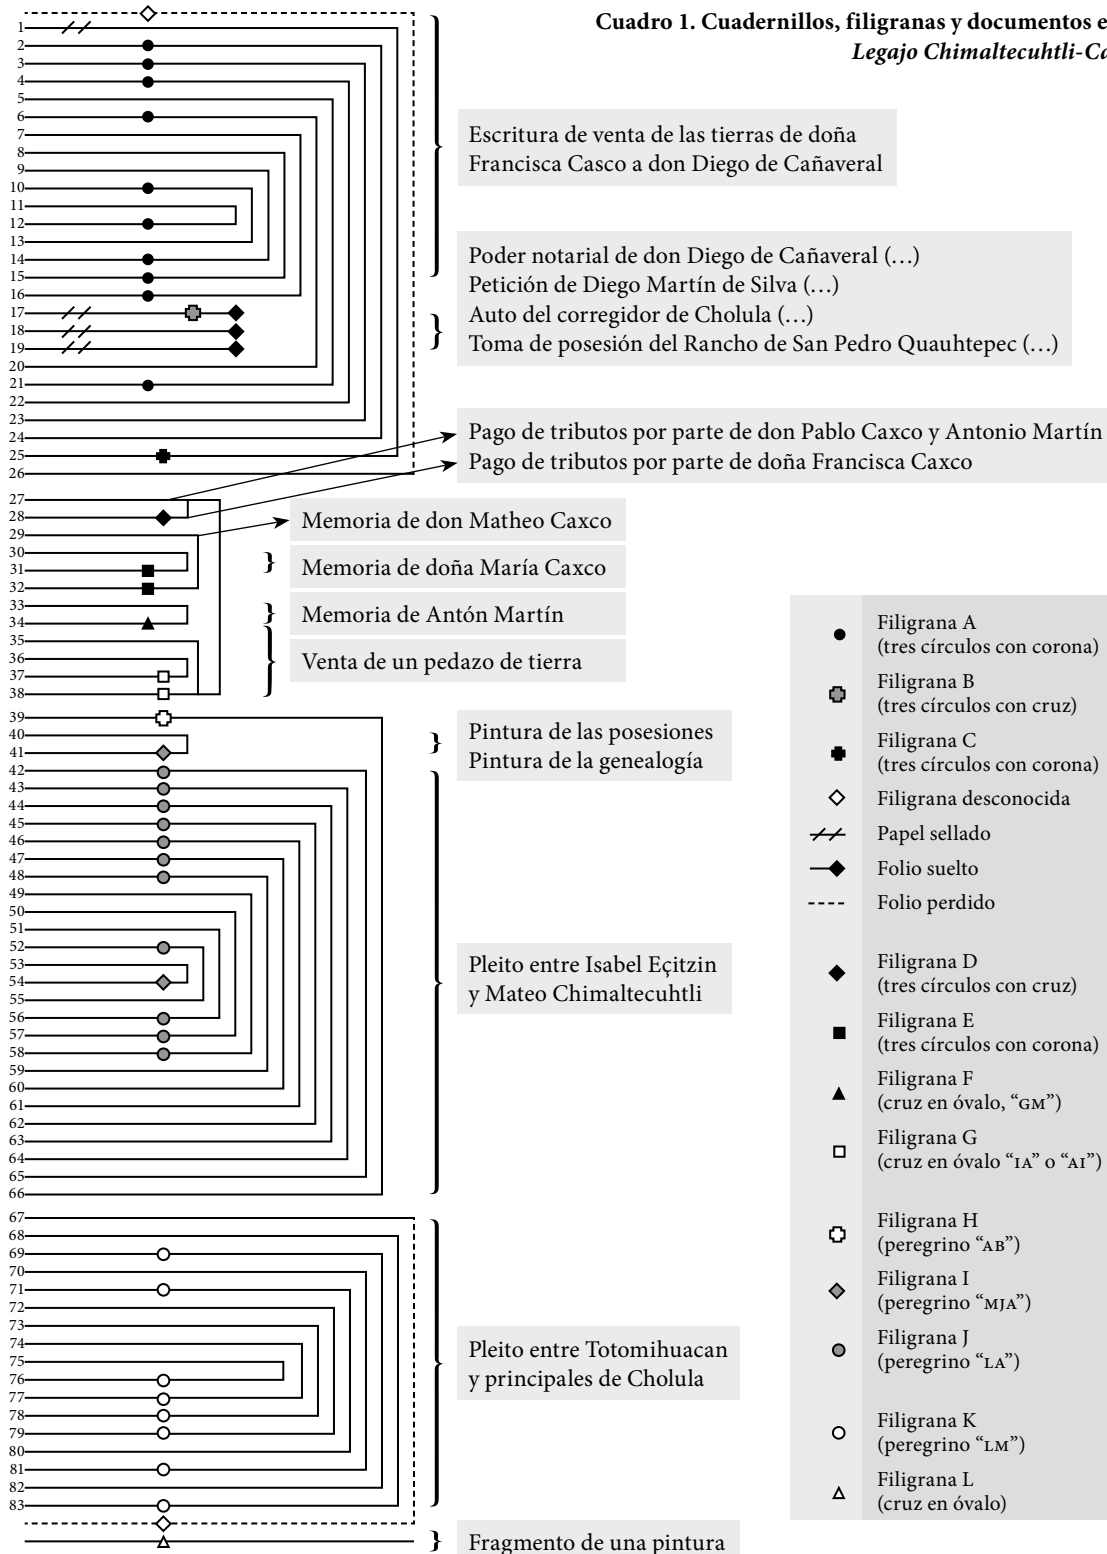 Cuadro 1. Cuadernillos, filigranas y documentos e
Legajo Chimaltecuhtli-Ca
1
2
3
4
5
6
7
8
9
10
11
12
13
14
15
16
17
18
19
20
21
22
23
24
25
26
27
28
29
30
31
32
33
34
35
36
37
38
39
40
41
42
43
44
45
46
47
48
49
50
51
52
53
54
55
56
57
58
59
60
61
62
63
64
65
66
67
68
69
70
71
72
73
74
75
76
77
78
79
80
81
82
83
Escritura de venta de las tierras de doña
Francisca Casco a don Diego de Cañaveral
Poder notarial de don Diego de Cañaveral (…)
Petición de Diego Martín de Silva (…)
Auto del corregidor de Cholula (…)
Toma de posesión del Rancho de San Pedro Quauhtepec (…)
Pago de tributos por parte de don Pablo Caxco y Antonio Martín
Pago de tributos por parte de doña Francisca Caxco
Memoria de don Matheo Caxco
Memoria de doña María Caxco
Memoria de Antón Martín
Venta de un pedazo de tierra
Pintura de las posesiones
Pintura de la genealogía
Pleito entre Isabel Eçitzin
y Mateo Chimaltecuhtli
Pleito entre Totomihuacan
y principales de Cholula
Fragmento de una pintura
Filigrana A
(tres círculos con corona)
Filigrana B
(tres círculos con cruz)
Filigrana C
(tres círculos con corona)
Filigrana desconocida
Papel sellado
Folio suelto
Folio perdido
Filigrana D
(tres círculos con cruz)
Filigrana E
(tres círculos con corona)
Filigrana F
(cruz en óvalo, “GM”)
Filigrana G
(cruz en óvalo “IA” o “AI”)
Filigrana H
(peregrino “AB”)
Filigrana I
(peregrino “MJA”)
Filigrana J
(peregrino “LA”)
Filigrana K
(peregrino “LM”)
Filigrana L
(cruz en óvalo)